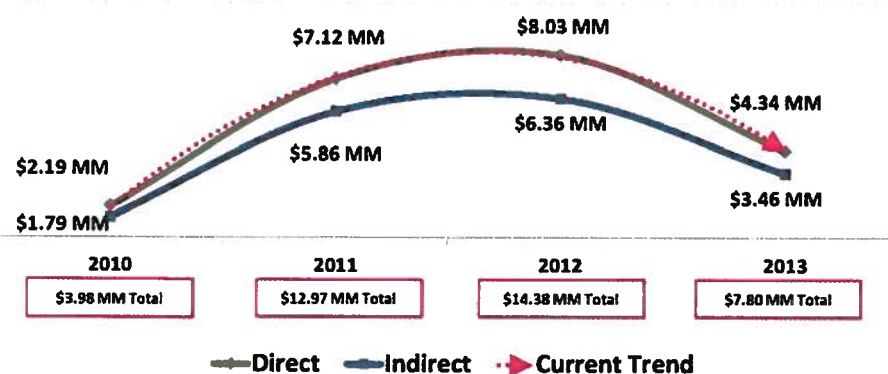 $8.03 MM
$7.12 MM
$4.34 MM
$6.36 MM
$5.86 MM
$2.19 MM
$3.46 MM
$1.79 MM
2010 2011 2012 2013
$3.98 MM Total $12.97 MM Total $14.38 MM Total $7.80 MM Total
Direct Indirect Current Trend